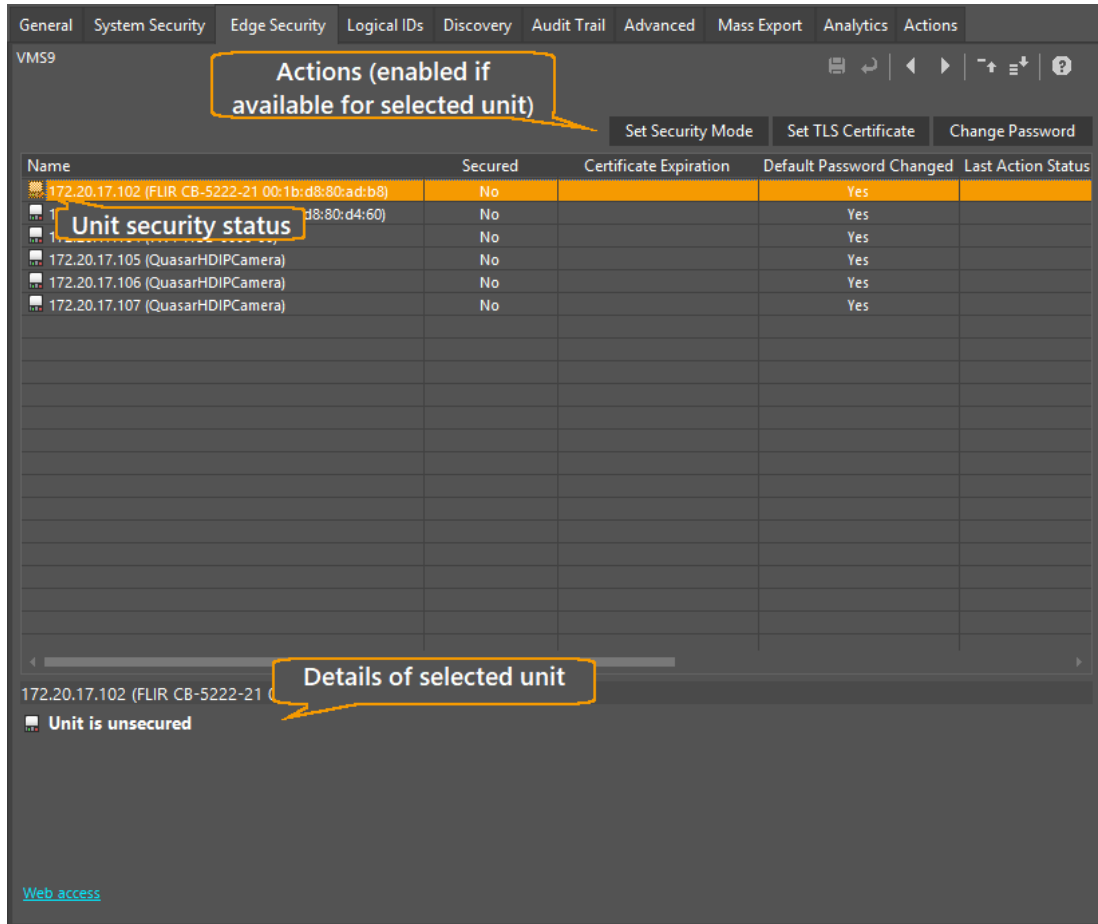 General System Security Edge Security Logical IDs Discovery Audit Trail Advanced Mass Export Analytics Actions
VMS9
Actions (enabled if
available for selected unit)
Set Security Mode Set TLS Certificate Change Password
Name Secured Certificate Expiration Default Password Changed Last Action Status
172.20.17.102 (FLIR CB-5222-21 00:1b:d8:80:ad:b8) No Yes
d8:80:d4:60) No Yes
Unit security status
No Yes
172.20.17.105 (QuasarHDIPCamera) No Yes
172.20.17.106 (QuasarHDIPCamera) No Yes
172.20.17.107 (QuasarHDIPCamera) No Yes
Details of selected unit
172.20.17.102 (FLIR CB-5222-21
Unit is unsecured
Web access